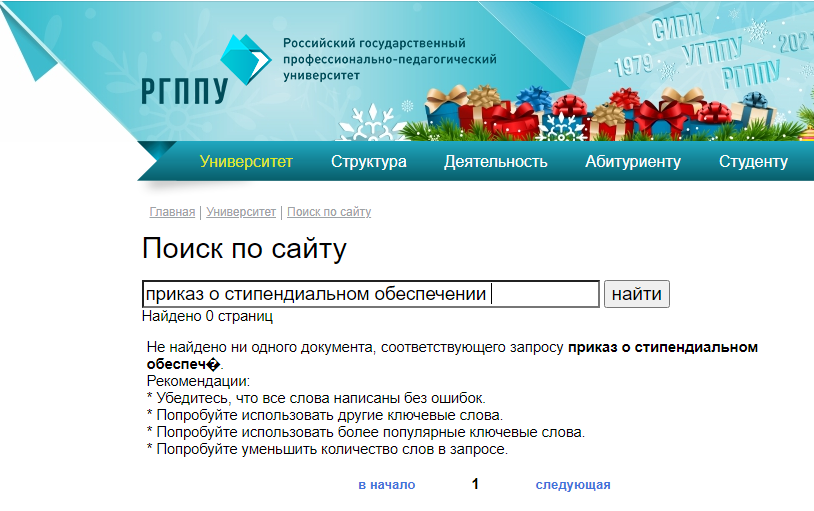 Российский государственный
профессионально-педагогический
университет
РГППУ
СИПИ
1979 УГППУ 2021
РГППУ
Университет Структура Деятельность Абитуриенту Студенту
Главная | Университет | Поиск по сайту
Поиск по сайту
приказ о стипендиальном обеспечении найти
Найдено 0 страниц
Не найдено ни одного документа, соответствующего запросу приказ о стипендиальном
обеспеч�.
Рекомендации:
* Убедитесь, что все слова написаны без ошибок.
* Попробуйте использовать другие ключевые слова.
* Попробуйте использовать более популярные ключевые слова.
* Попробуйте уменьшить количество слов в запросе.
в начало 1 следующая